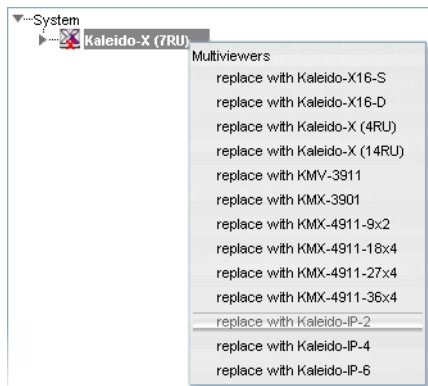 System
Kaleido-X (7RU)
Multiviewers
replace with Kaleido-X16-S
replace with Kaleido-X16-D
replace with Kaleido-X (4RU)
replace with Kaleido-X (14RU)
replace with KMV-3911
replace with KMX-3901
replace with KMX-4911-9x2
replace with KMX-4911-18x4
replace with KMX-4911-27x4
replace with KMX-4911-36x4
replace with Kaleido-IP-2
replace with Kaleido-IP-4
replace with Kaleido-IP-6